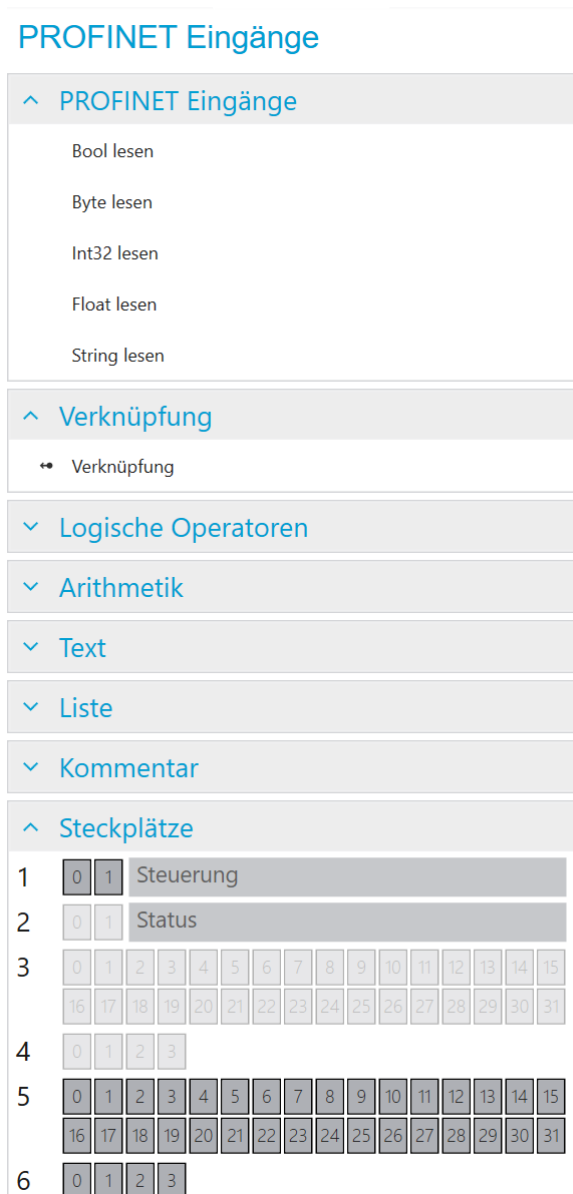 PROFINET Eingänge
PROFINET Eingänge
Bool lesen
Byte lesen
Int32 lesen
Float lesen
String lesen
Verknüpfung
Verknüpfung
Logische Operatoren
Arithmetik
Text
Liste
Kommentar
Steckplätze
1 0 1 Steuerung
2 0 1 Status
3 0 1 2 3 4 5 6 7 8 9 10 11 12 13 14 15
16 17 18 19 20 21 22 23 24 25 26 27 28 29 30 31
4 0 1 2 3
5 0 1 2 3 4 5 6 7 8 9 10 11 12 13 14 15
16 17 18 19 20 21 22 23 24 25 26 27 28 29 30 31
6 0 1 2 3